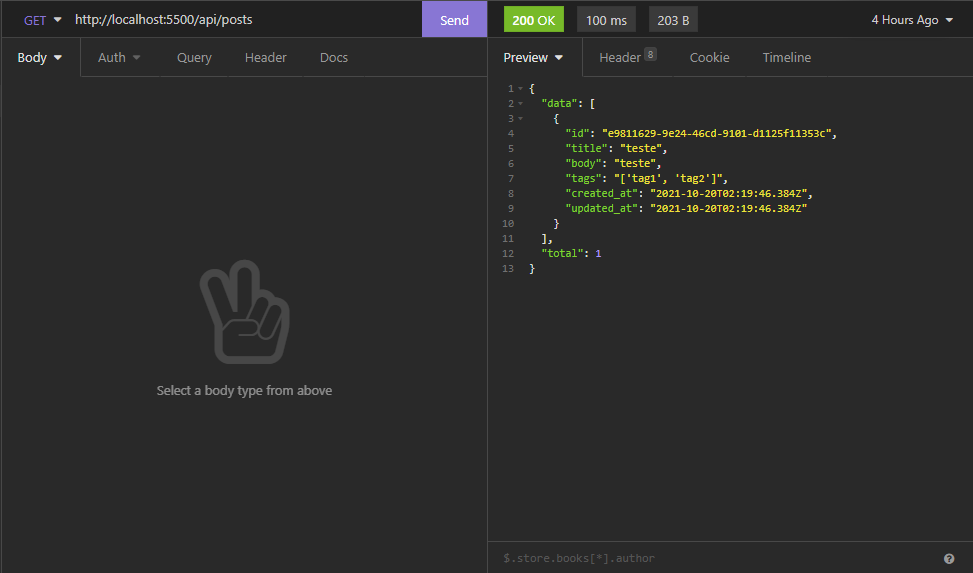 GET http://localhost:5500/api/posts Send 200 OK 100 ms 203 B 4 Hours Ago
Body Auth Query Header Docs Preview Header 8 Cookie Timeline
1 {
2 "data": [
3 {
4 "id": "e9811629-9e24-46cd-9101-d1125f11353c",
5 "title": "teste",
6 "body": "teste",
7 "tags": "['tag1', 'tag2']",
8 "created_at": "2021-10-20T02:19:46.384Z",
9 "updated_at": "2021-10-20T02:19:46.384Z"
10 }
11 ],
12 "total": 1
13 }
Select a body type from above
$.store.books[*].author ?